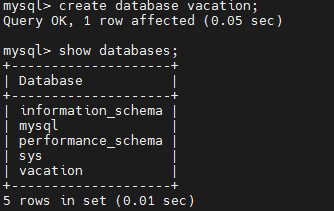 mysql> create database vacation;
Query OK, 1 row affected (0.05 sec)
mysql> show databases;
+--------------------+
| Database           |
+--------------------+
| information_schema |
| mysql              |
| performance_schema |
| sys                |
| vacation           |
+--------------------+
5 rows in set (0.01 sec)